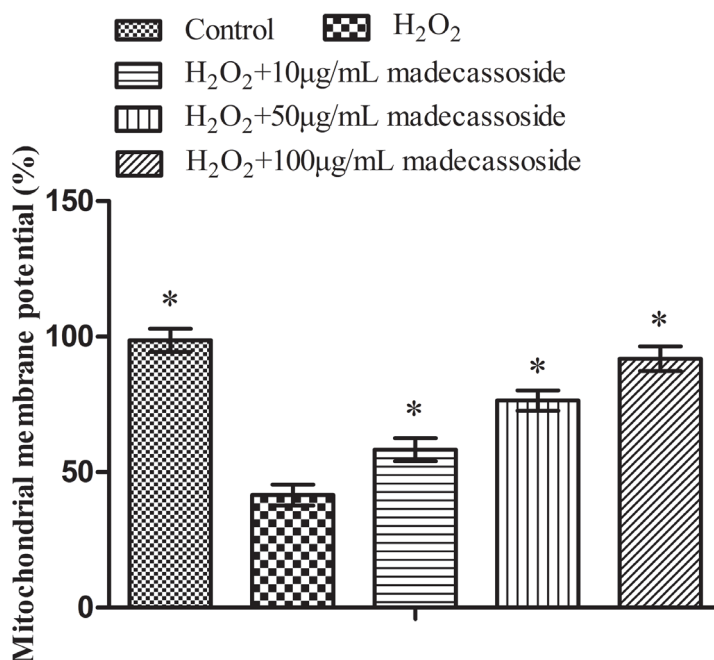 Control H₂O₂
H₂O₂+10μg/mL madecassoside
H₂O₂+50μg/mL madecassoside
H₂O₂+100μg/mL madecassoside
Mitochondrial membrane potential (%)
150
*
*
100
*
*
50
0